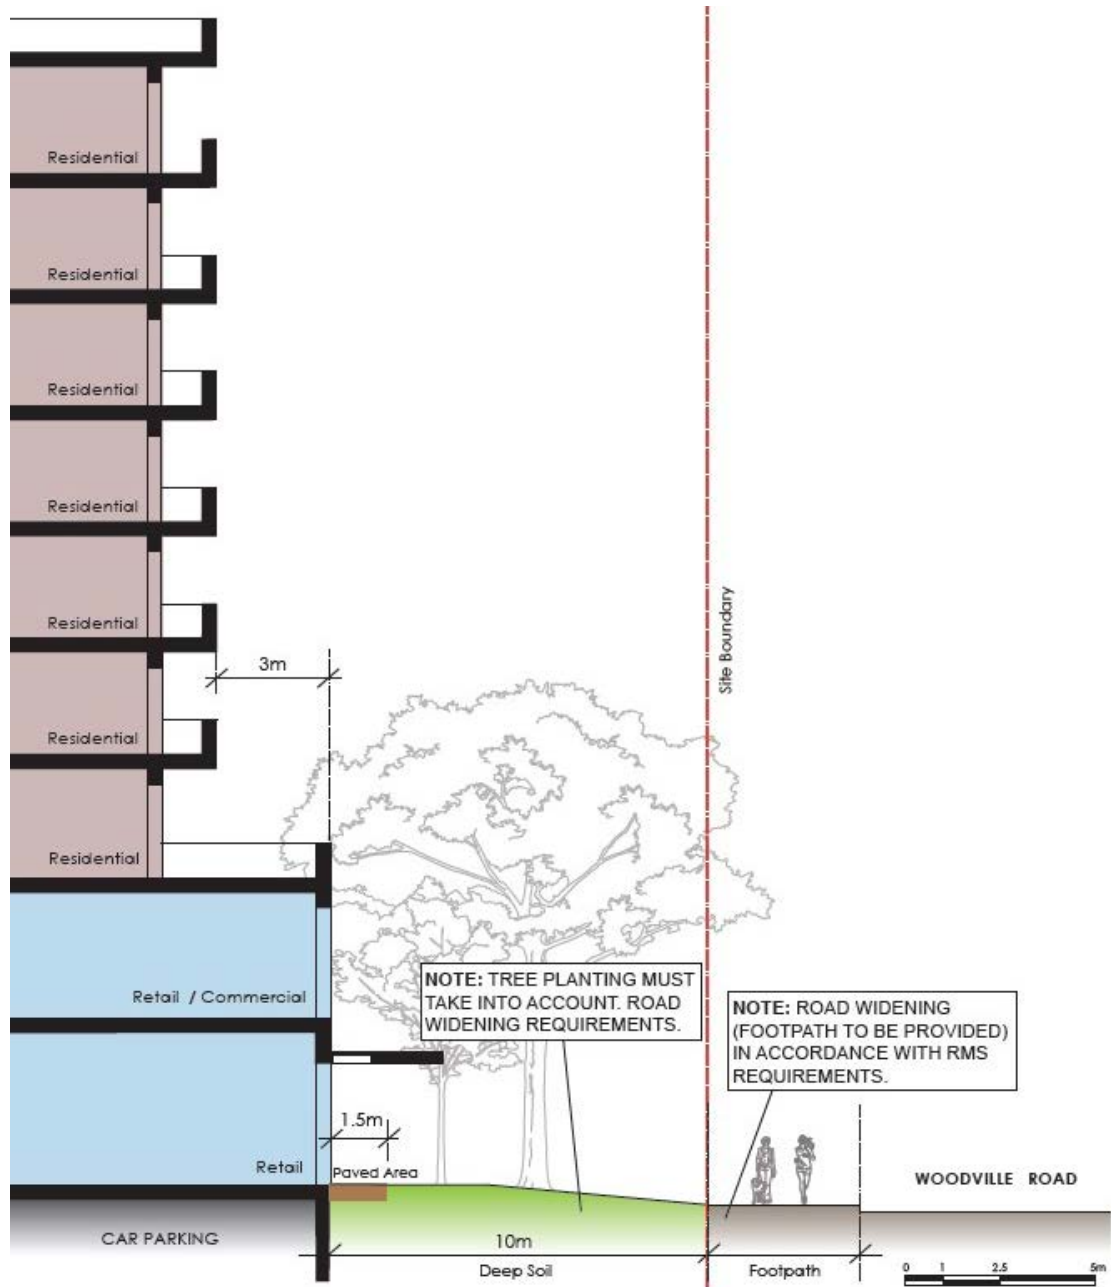 Residential
Residential
Residential
Residential
Residential
3m
Site Boundary
Residential
Residential
Retail / Commercial
NOTE: TREE PLANTING MUST
TAKE INTO ACCOUNT. ROAD
WIDENING REQUIREMENTS.
NOTE: ROAD WIDENING
(FOOTPATH TO BE PROVIDED)
IN ACCORDANCE WITH RMS
REQUIREMENTS.
1.5m
Retail
Paved Area
WOODVILLE ROAD
CAR PARKING
10m
Deep Soil
Footpath
0 1 2.5 5m